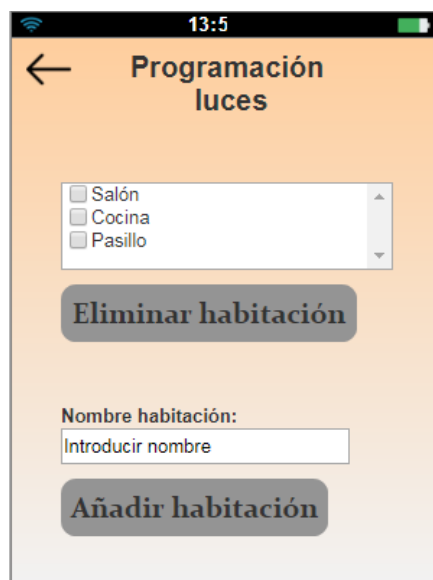 13:5
Programación
luces
Salón
Cocina
Pasillo
Eliminar habitación
Nombre habitación:
Introducir nombre
Añadir habitación